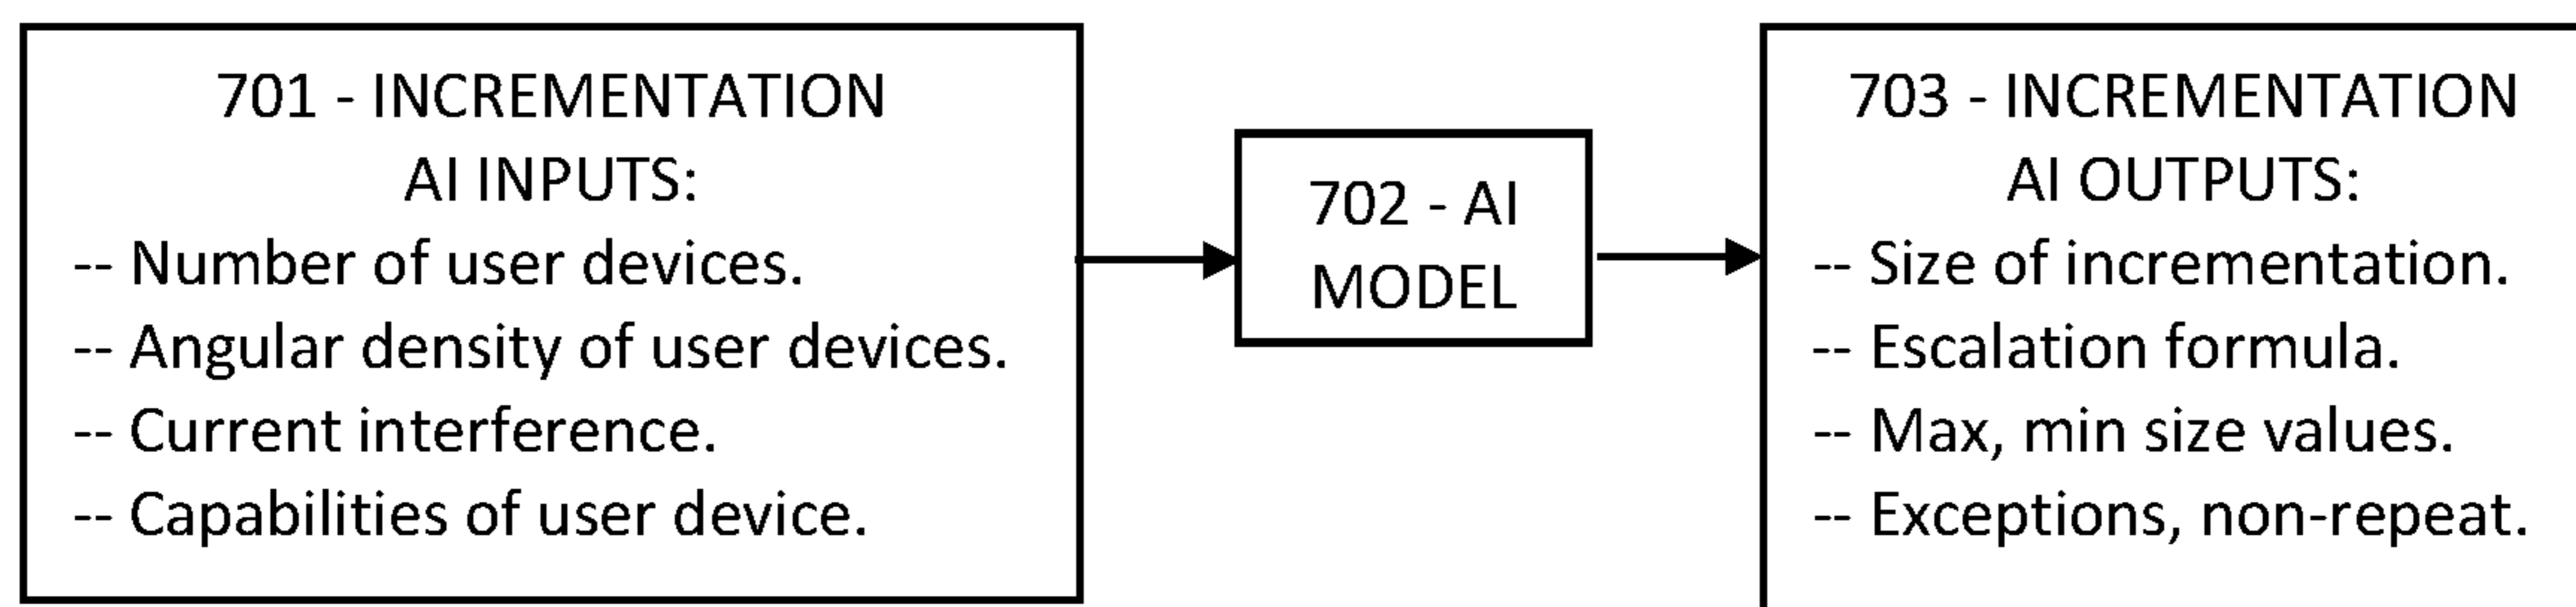 701 - INCREMENTATION
AI INPUTS:
-- Number of user devices.
-- Angular density of user devices.
-- Current interference.
-- Capabilities of user device.
702 - AI
MODEL
703 - INCREMENTATION
AI OUTPUTS:
-- Size of incrementation.
-- Escalation formula.
-- Max, min size values.
-- Exceptions, non-repeat.